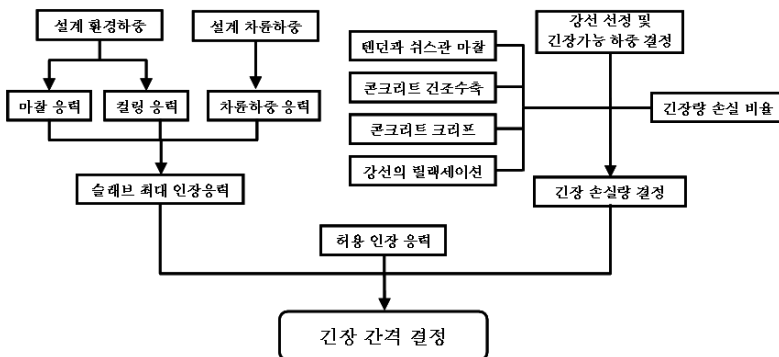 설계 환경하중
설계 차륜하중
마찰 응력
컬링 응력
차륜하중 응력
슬래브 최대 인장응력
텐던과 쉬스관 마찰
콘크리트 건조수축
콘크리트 크리프
강선의 릴랙세이션
강선 선정 및
긴장가능 하중 결정
긴장량 손실 비율
긴장 손실량 결정
허용 인장 응력
긴장 간격 결정